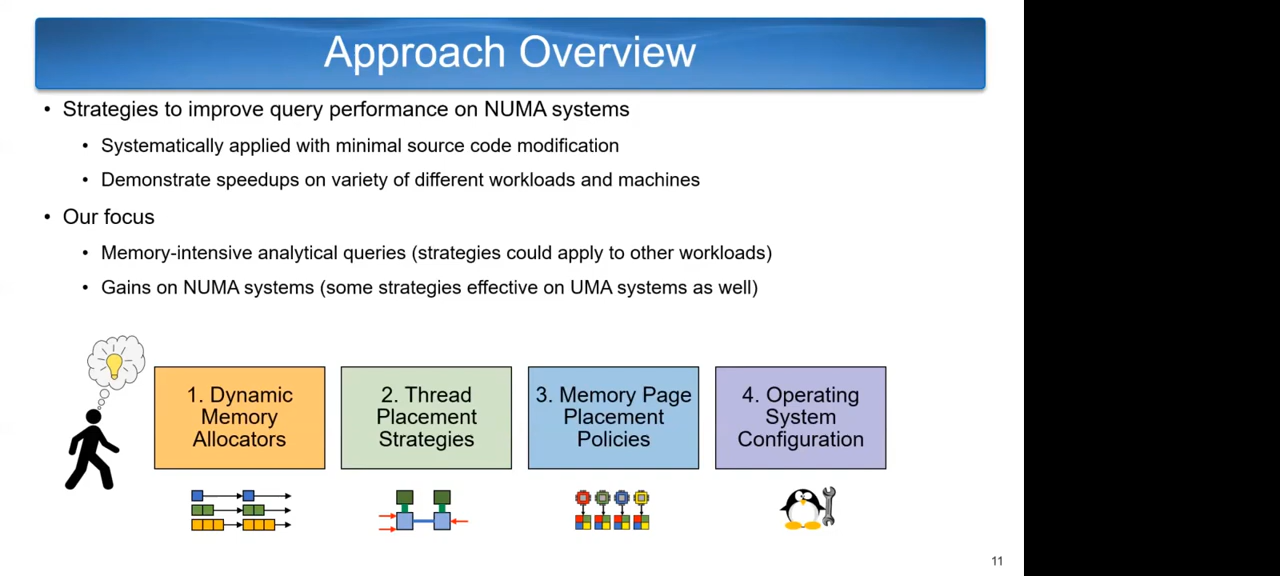 Approach Overview
• Strategies to improve query performance on NUMA systems
• Systematically applied with minimal source code modification
• Demonstrate speedups on variety of different workloads and machines
• Our focus
• Memory-intensive analytical queries (strategies could apply to other workloads)
• Gains on NUMA systems (some strategies effective on UMA systems as well)
1. Dynamic
Memory
Allocators
2. Thread
Placement
Strategies
3. Memory Page
Placement
Policies
4. Operating
System
Configuration
11